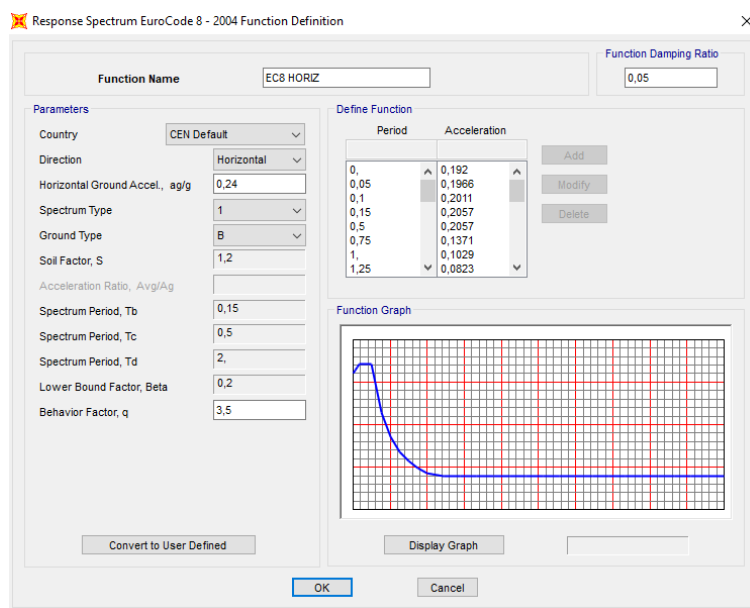 Response Spectrum EuroCode 8 - 2004 Function Definition
Function Damping Ratio
Function Name
EC8 HORIZ
0,05
Parameters
Country
CEN Default
Direction
Horizontal
Horizontal Ground Accel., ag/g
0,24
Spectrum Type
1
Ground Type
B
Soil Factor, S
1,2
Acceleration Ratio, Avg/Ag
Spectrum Period, Tb
0,15
Spectrum Period, Tc
0,5
Spectrum Period, Td
2,
Lower Bound Factor, Beta
0,2
Behavior Factor, q
3,5
Convert to User Defined
Define Function
Period Acceleration
0, 0,192
0,05 0,1966
0,1 0,2011
0,15 0,2057
0,5 0,2057
0,75 0,1371
1, 0,1029
1,25 0,0823
Add
Modify
Delete
Function Graph
Display Graph
OK
Cancel